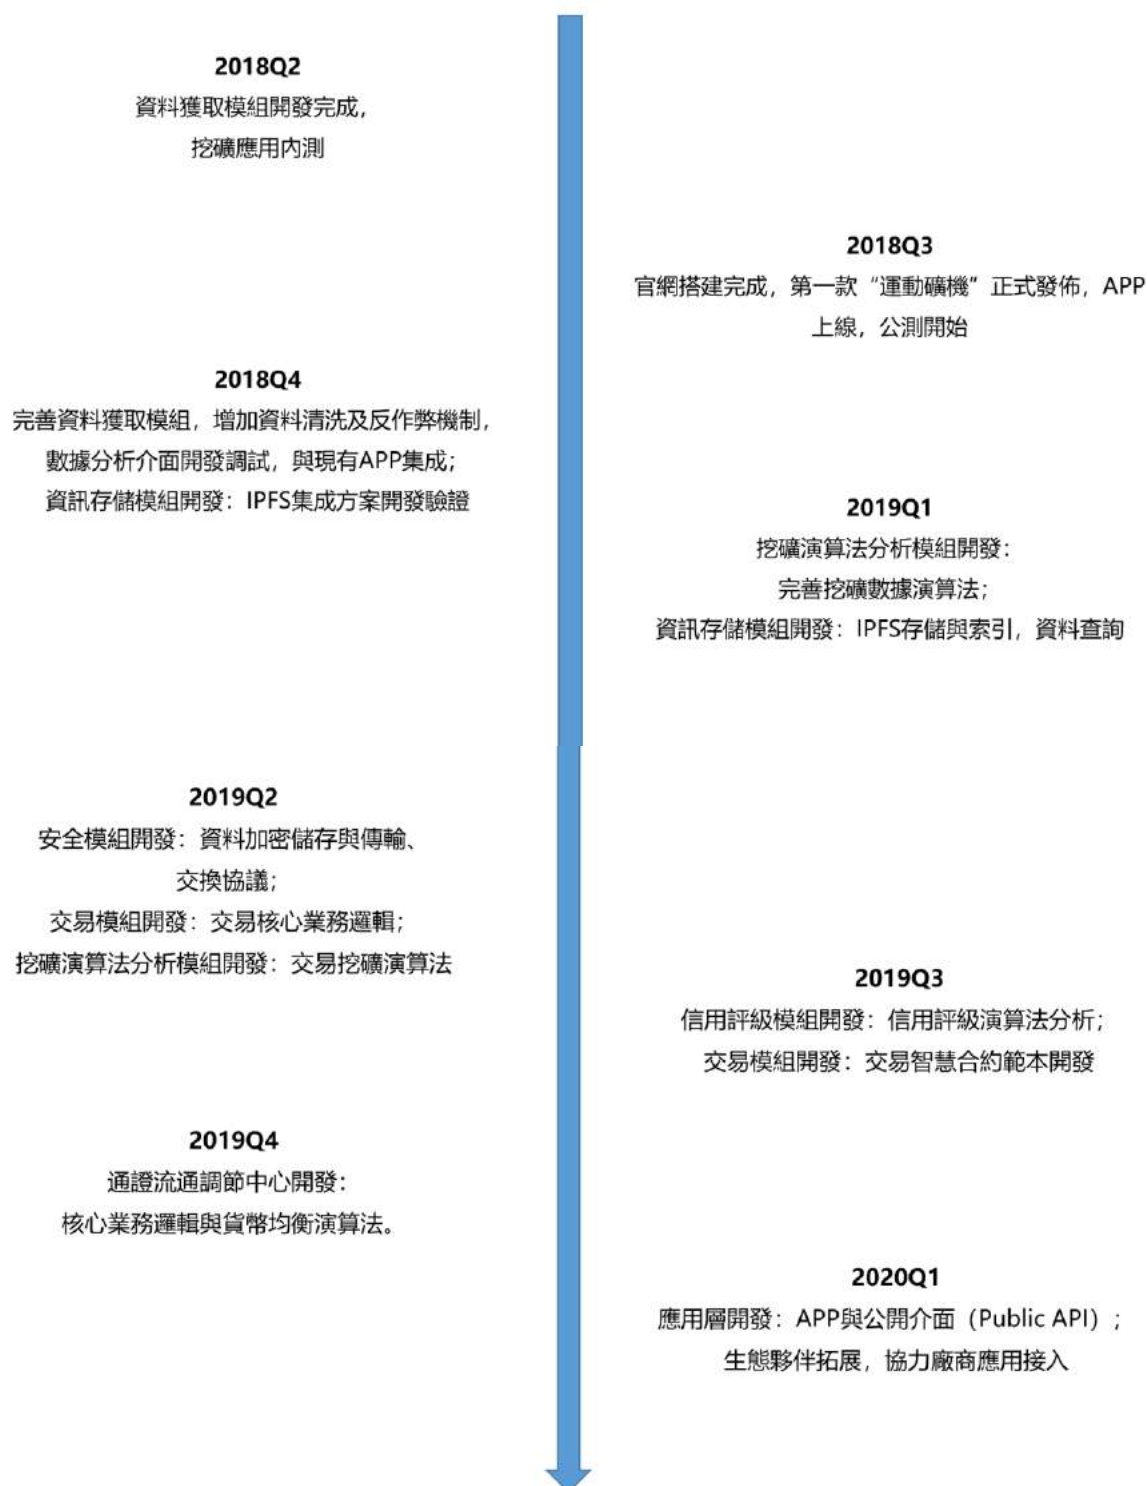 2018Q2
資料獲取模組開發完成，
挖礦應用內測
2018Q3
官網搭建完成，第一款“運動礦機”正式發佈，APP
上線，公測開始
2018Q4
完善資料獲取模組，增加資料清洗及反作弊機制，
數據分析介面開發調試，與現有APP集成；
資訊存儲模組開發：IPFS集成方案開發驗證
2019Q1
挖礦演算法分析模組開發：
完善挖礦數據演算法；
資訊存儲模組開發：IPFS存儲與索引，資料查詢
2019Q2
安全模組開發：資料加密儲存與傳輸、
交換協議；
交易模組開發：交易核心業務邏輯；
挖礦演算法分析模組開發：交易挖礦演算法
2019Q3
信用評級模組開發：信用評級演算法分析；
交易模組開發：交易智慧合約範本開發
2019Q4
通證流通調節中心開發：
核心業務邏輯與貨幣均衡演算法。
2020Q1
應用層開發：APP與公開介面（Public API）；
生態夥伴拓展，協力廠商應用接入